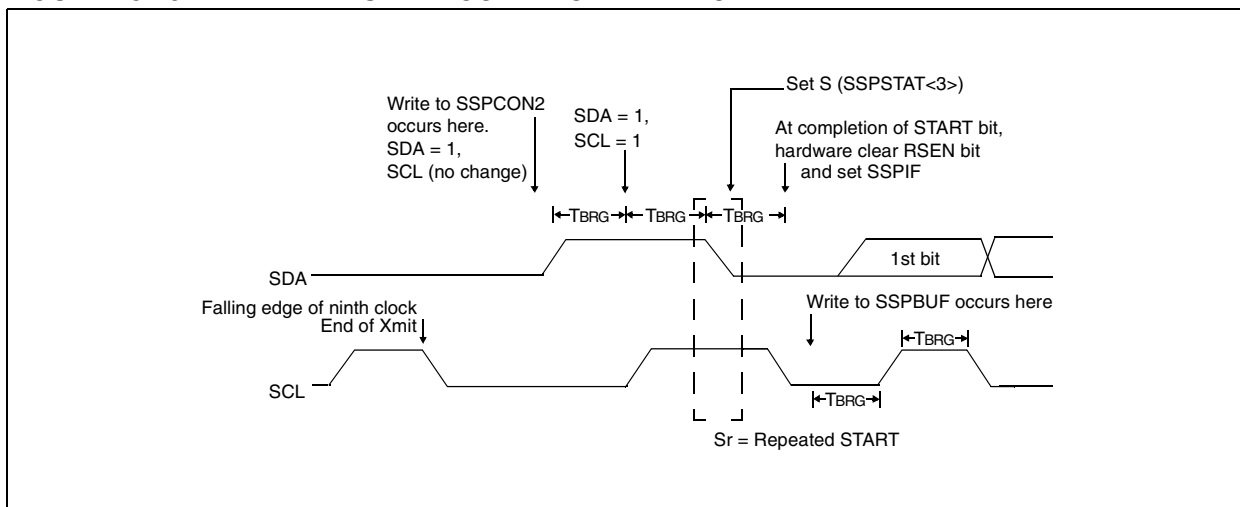 Set S (SSPSTAT<3>)
Write to SSPCON2
occurs here.
SDA = 1,
SCL (no change)
SDA = 1,
SCL = 1
At completion of START bit,
hardware clear RSEN bit
and set SSPIF
TBRG
TBRG
TBRG
SDA
1st bit
Falling edge of ninth clock
End of Xmit
Write to SSPBUF occurs here
TBRG
SCL
TBRG
Sr = Repeated START